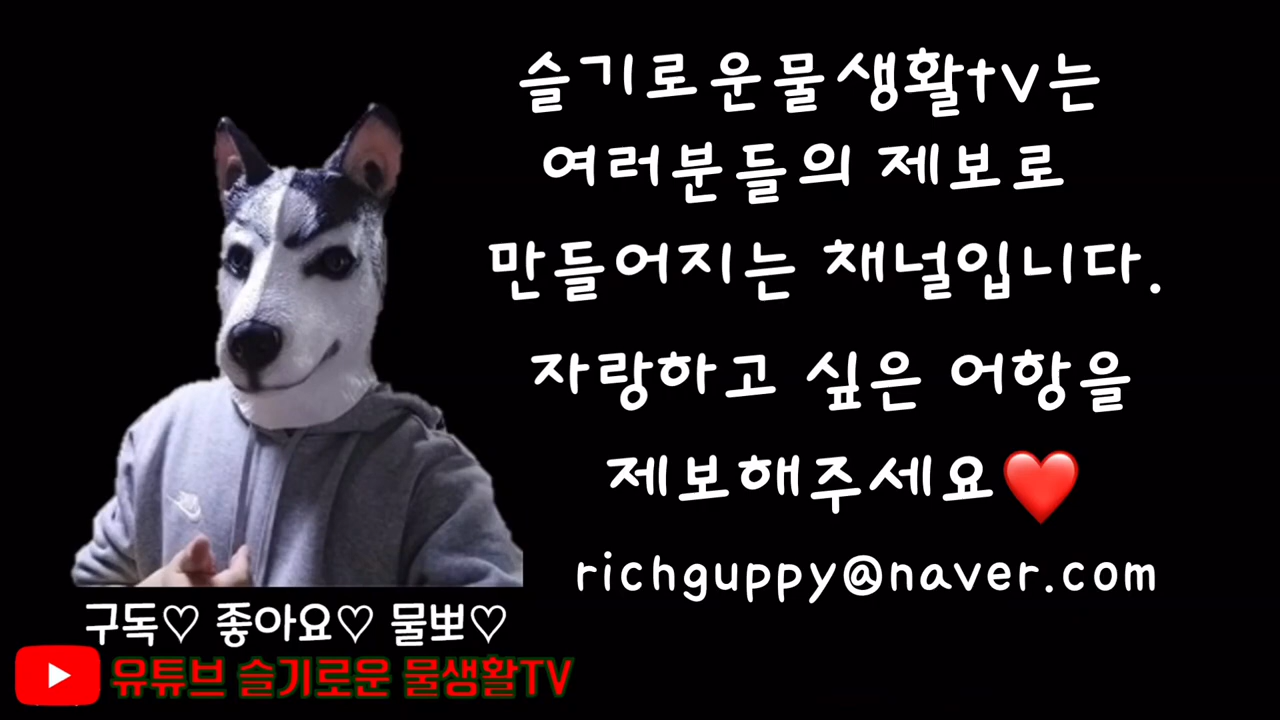 슬기로운물생활tv는
여러분들의 제보로
만들어지는 채널입니다.
자랑하고 싶은 어항을
제보해주세요❤️
richguppy@naver.com
구독♡ 좋아요♡ 물뽀♡
유튜브 슬기로운 물생활TV